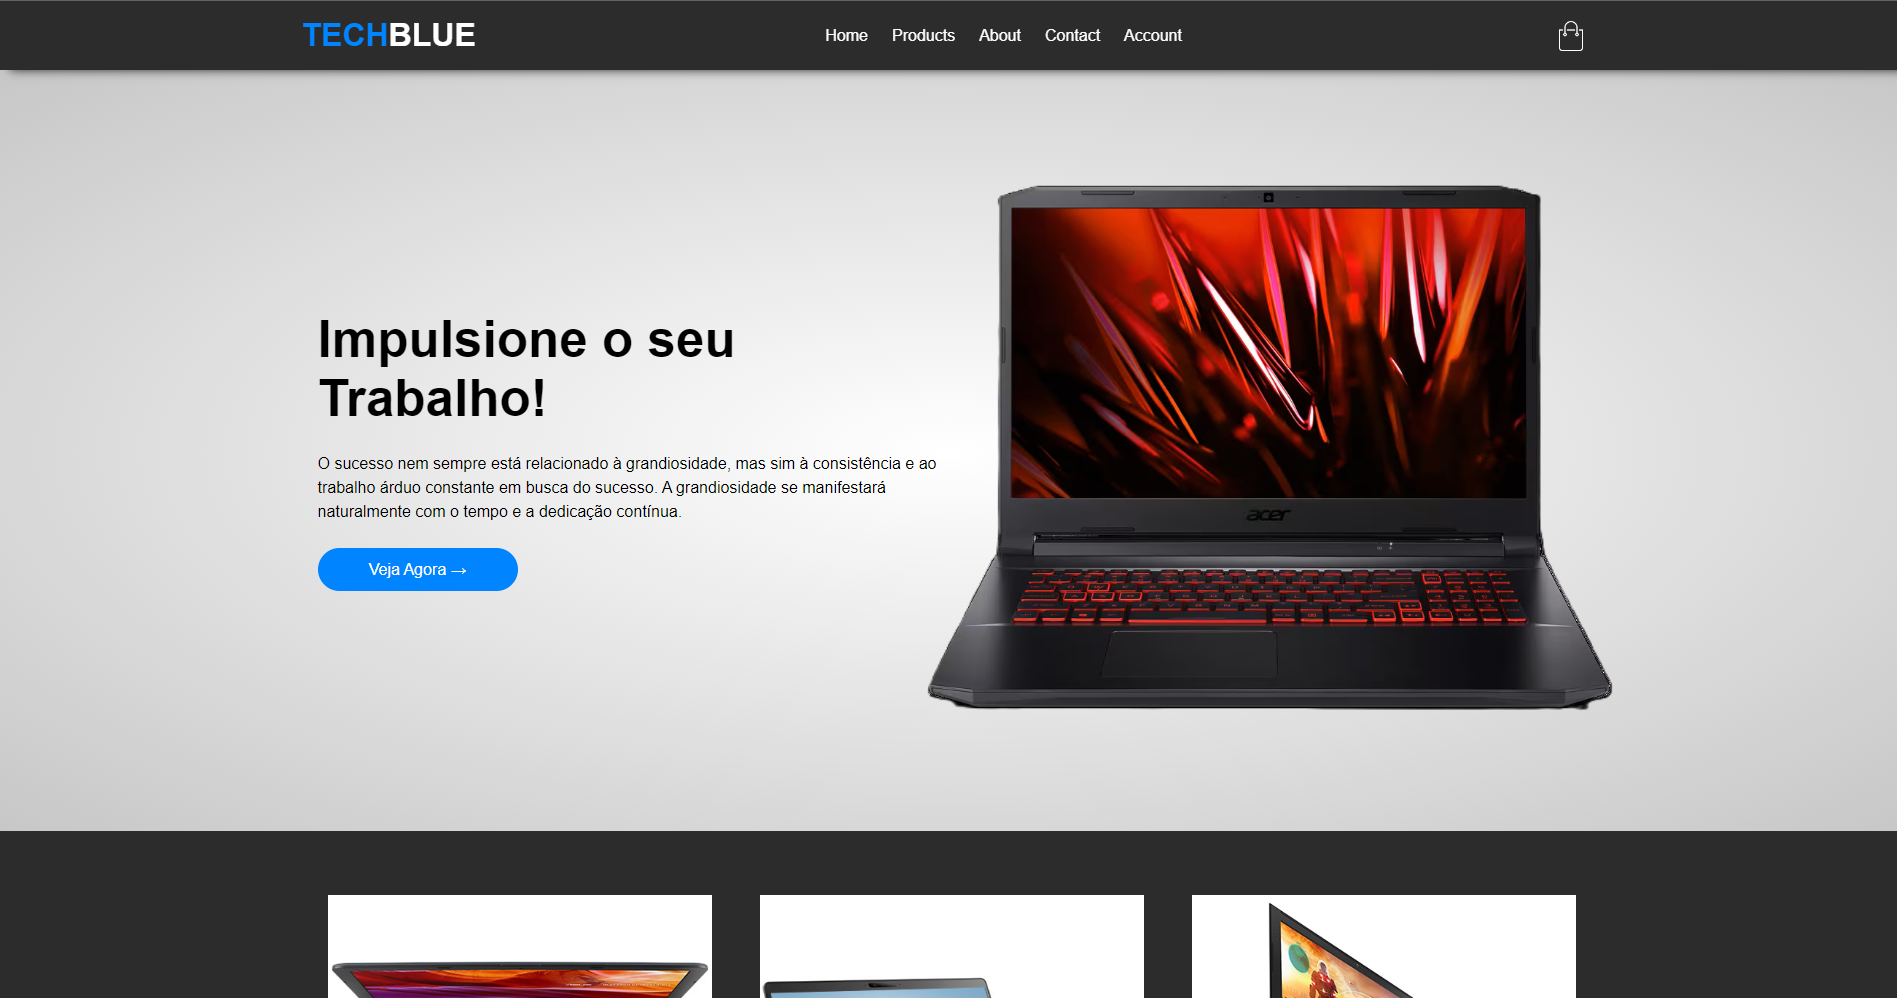 TECHBLUE
Home Products About Contact Account
Impulsione o seu
Trabalho!
O sucesso nem sempre está relacionado à grandiosidade, mas sim à consistência e ao
trabalho árduo constante em busca do sucesso. A grandiosidade se manifestará
naturalmente com o tempo e a dedicação contínua.
Veja Agora →
acer